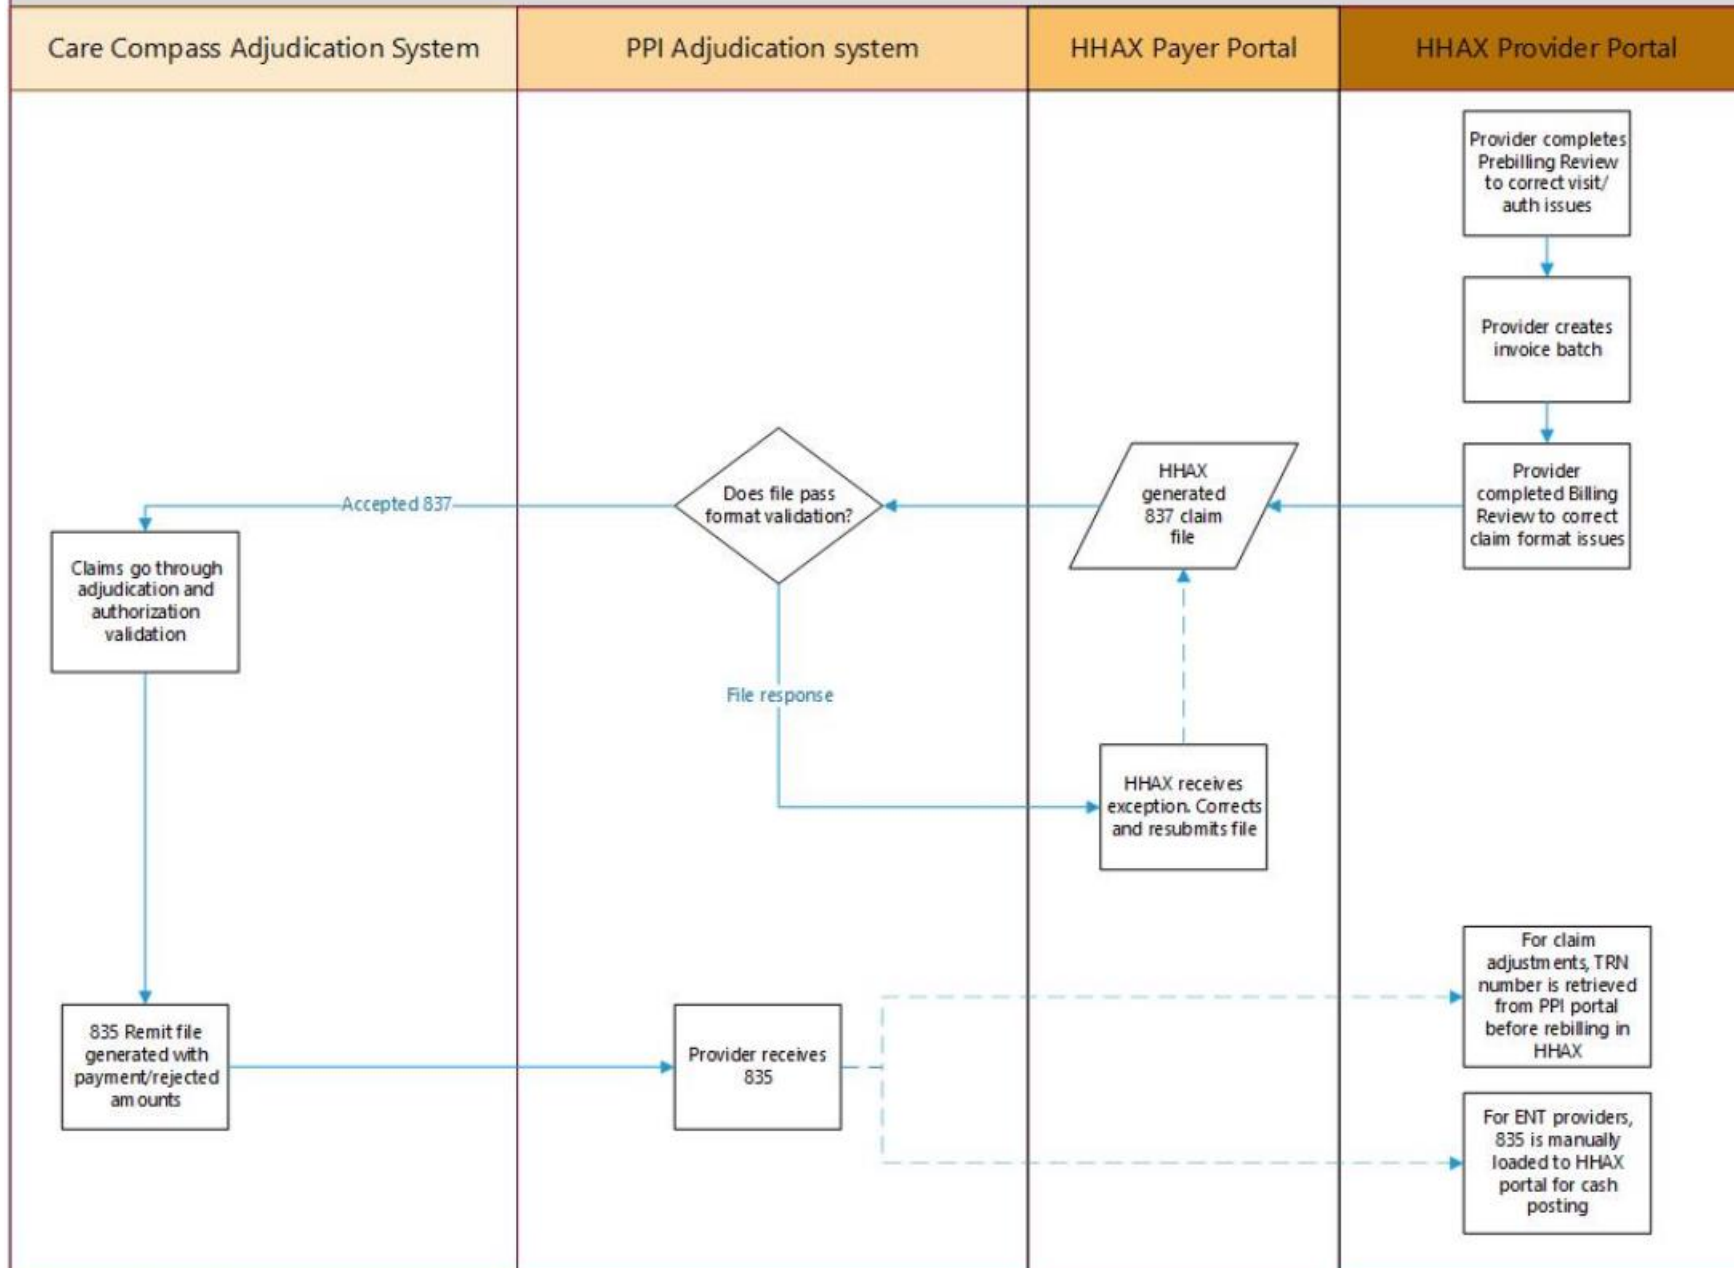 Care Compass Adjudication System
PPI Adjudication system
HHAX Payer Portal
HHAX Provider Portal
Provider completes
Prebilling Review
to correct visit/
auth issues
Provider creates
invoice batch
Provider
completed Billing
Review to correct
claim format issues
HHAX
generated
837 claim
file
Does file pass
format validation?
Accepted 837
Claims go through
adjudication and
authorization
validation
File response
HHAX receives
exception. Corrects
and resubmits file
835 Remit file
generated with
payment/rejected
amounts
Provider receives
835
For claim
adjustments, TRN
number is retrieved
from PPI portal
before rebilling in
HHAX
For ENT providers,
835 is manually
loaded to HHAX
portal for cash
posting